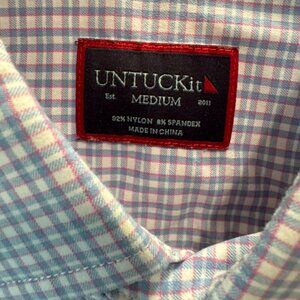 UNTUCKit
Est. MEDIUM 2011
92% NYLON 8% SPANDEX
MADE IN CHINA